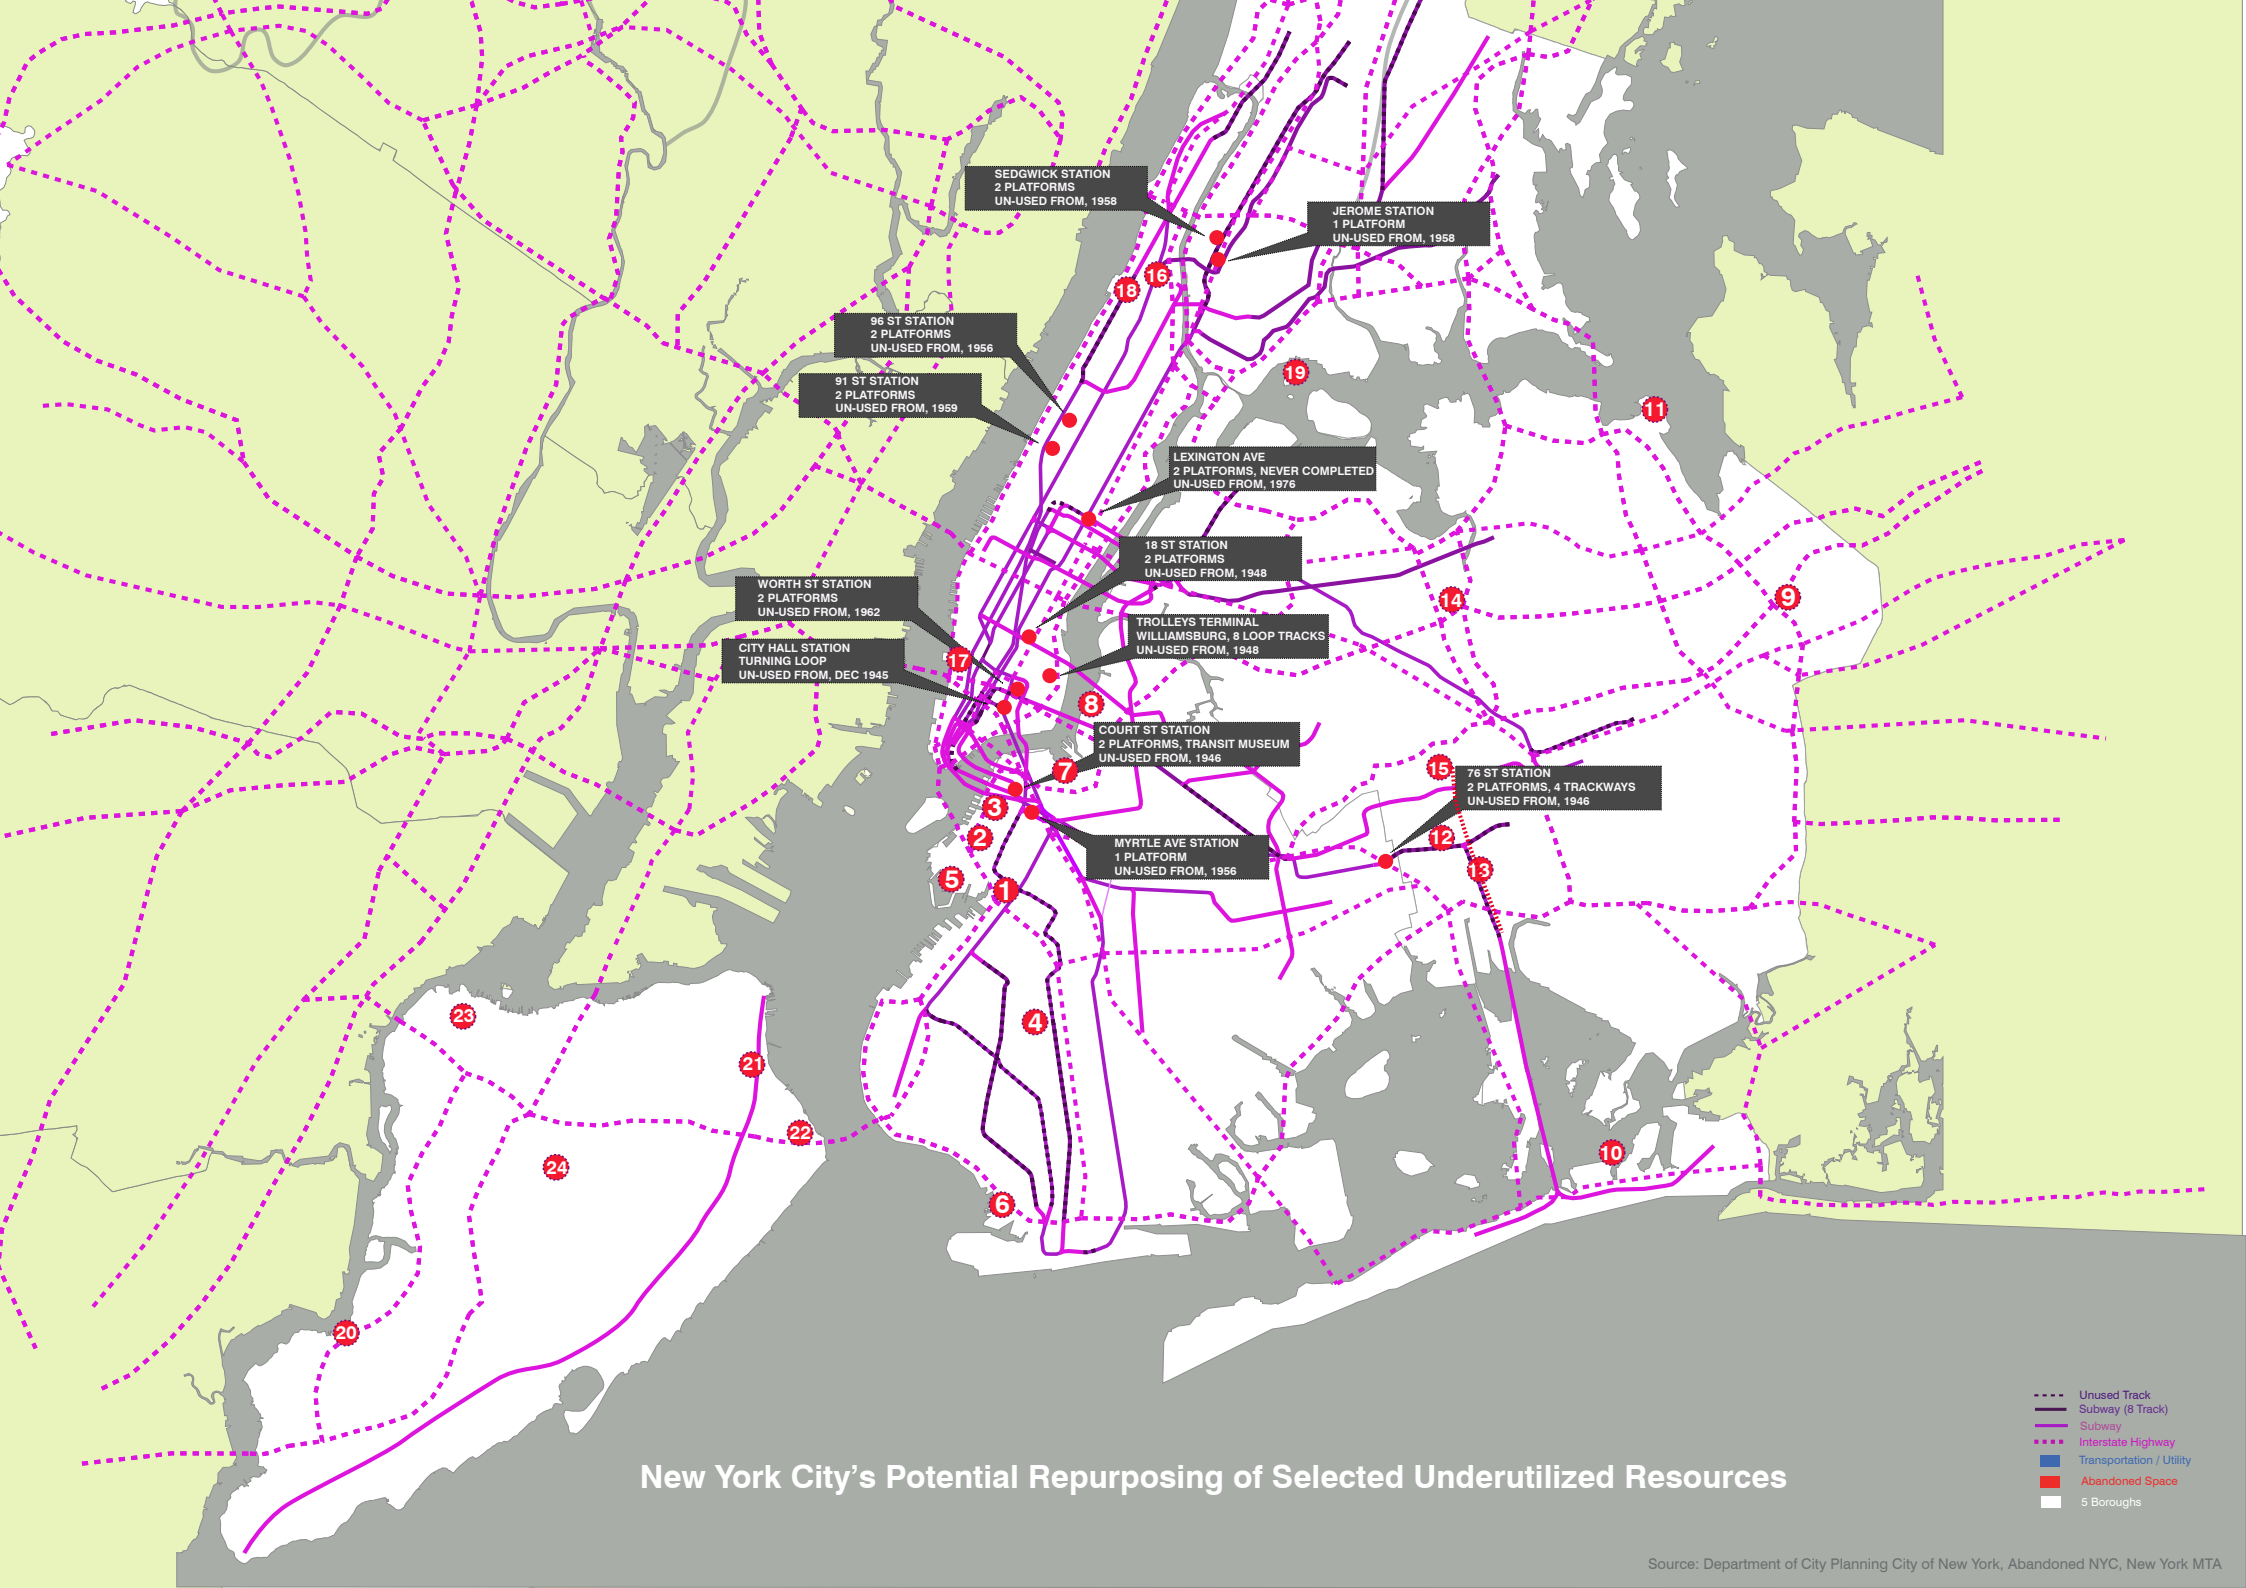 SEDGWICK STATION
2 PLATFORMS
UN-USED FROM, 1958
JEROME STATION
1 PLATFORM
UN-USED FROM, 1958
16
18
96 ST STATION
2 PLATFORMS
UN-USED FROM, 1956
91 ST STATION
2 PLATFORMS
UN-USED FROM, 1959
19
11
LEXINGTON AVE
2 PLATFORMS, NEVER COMPLETED
UN-USED FROM, 1976
18 ST STATION
2 PLATFORMS
UN-USED FROM, 1948
WORTH ST STATION
2 PLATFORMS
UN-USED FROM, 1962
14
9
TROLLEYS TERMINAL
WILLIAMSBURG, 8 LOOP TRACKS
UN-USED FROM, 1948
CITY HALL STATION
TURNING LOOP
UN-USED FROM, DEC 1945
17
8
COURT ST STATION
2 PLATFORMS, TRANSIT MUSEUM
UN-USED FROM, 1946
7
15
76 ST STATION
2 PLATFORMS, 4 TRACKWAYS
UN-USED FROM, 1946
3
2
12
MYRTLE AVE STATION
1 PLATFORM
UN-USED FROM, 1956
13
5
1
23
4
21
22
10
24
6
20
Unused Track
Subway (8 Track)
Subway
Interstate Highway
Transportation / Utility
Abandoned Space
5 Boroughs
New York City's Potential Repurposing of Selected Underutilized Resources
Source: Department of City Planning City of New York, Abandoned NYC, New York MTA